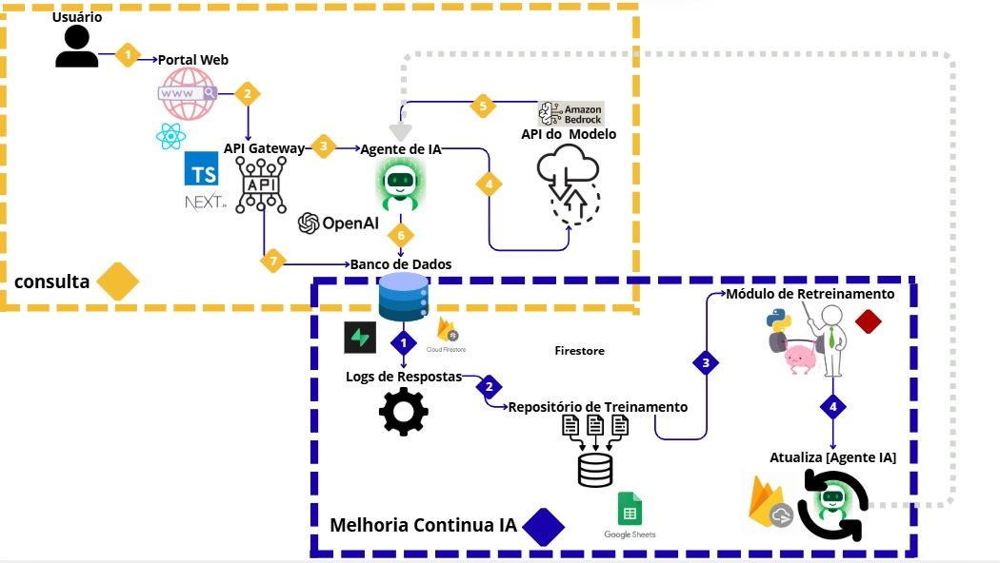 Usuário
1
Portal Web
www
2
API Gateway
3
Agente de IA
5
Amazon
Bedrock
API do Modelo
4
TS
NEXT.JS
API
OpenAI
6
7
Banco de Dados
consulta
1
Cloud Firestore
Logs de Respostas
2
Firestore
Repositório de Treinamento
3
Módulo de Retreinamento
4
Atualiza [Agente IA]
Google Sheets
Melhoria Continua IA